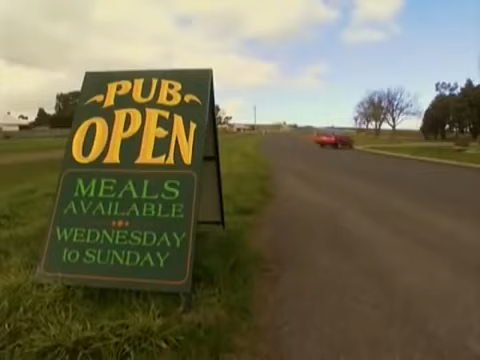 PUB
OPEN
MEALS
AVAILABLE
WEDNESDAY
to SUNDAY